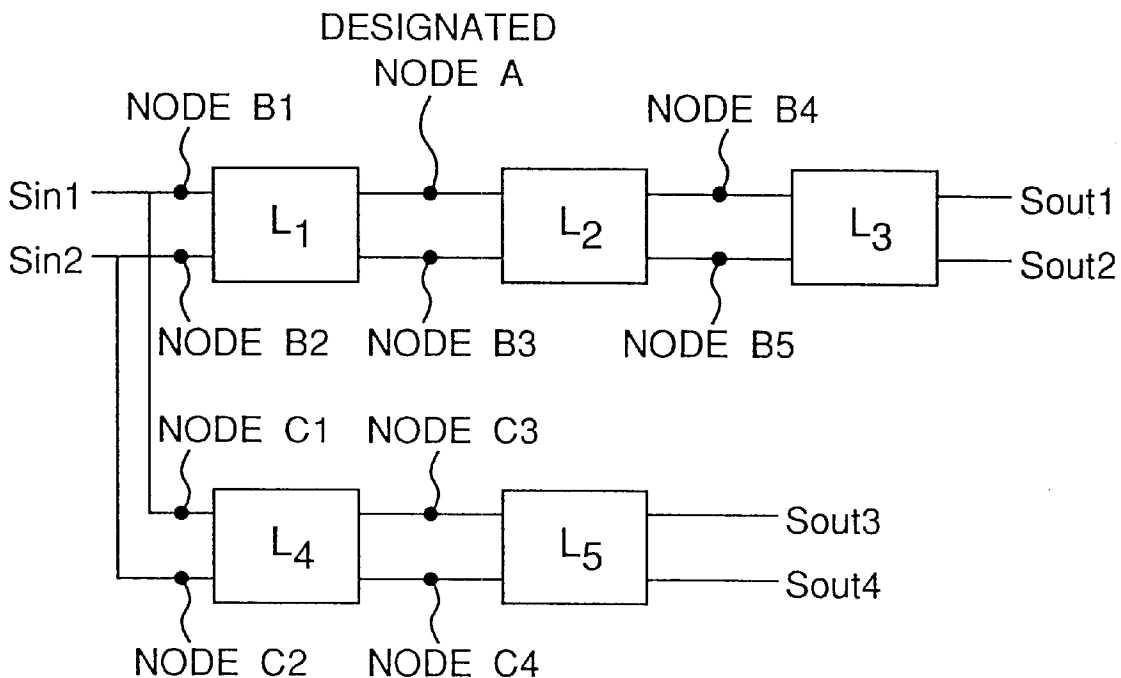 DESIGNATED
NODE A
NODE B1
NODE B4
Sin1
L1
L2
L3
Sout1
Sin2
Sout2
NODE B2
NODE B3
NODE B5
NODE C1
NODE C3
L4
L5
Sout3
Sout4
NODE C2
NODE C4